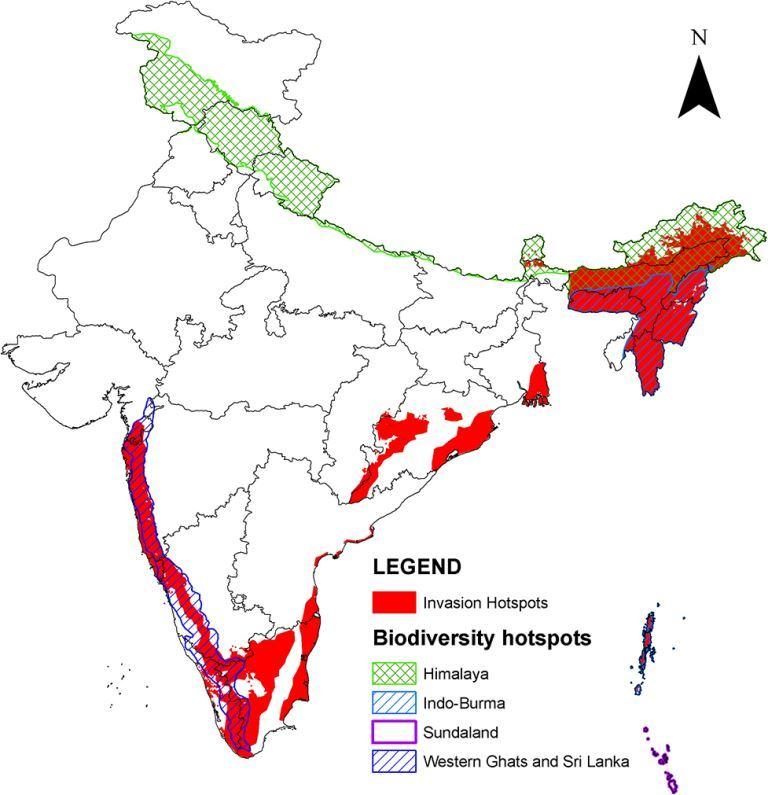 N
LEGEND
Invasion Hotspots
Biodiversity hotspots
Himalaya
Indo-Burma
Sundaland
Western Ghats and Sri Lanka